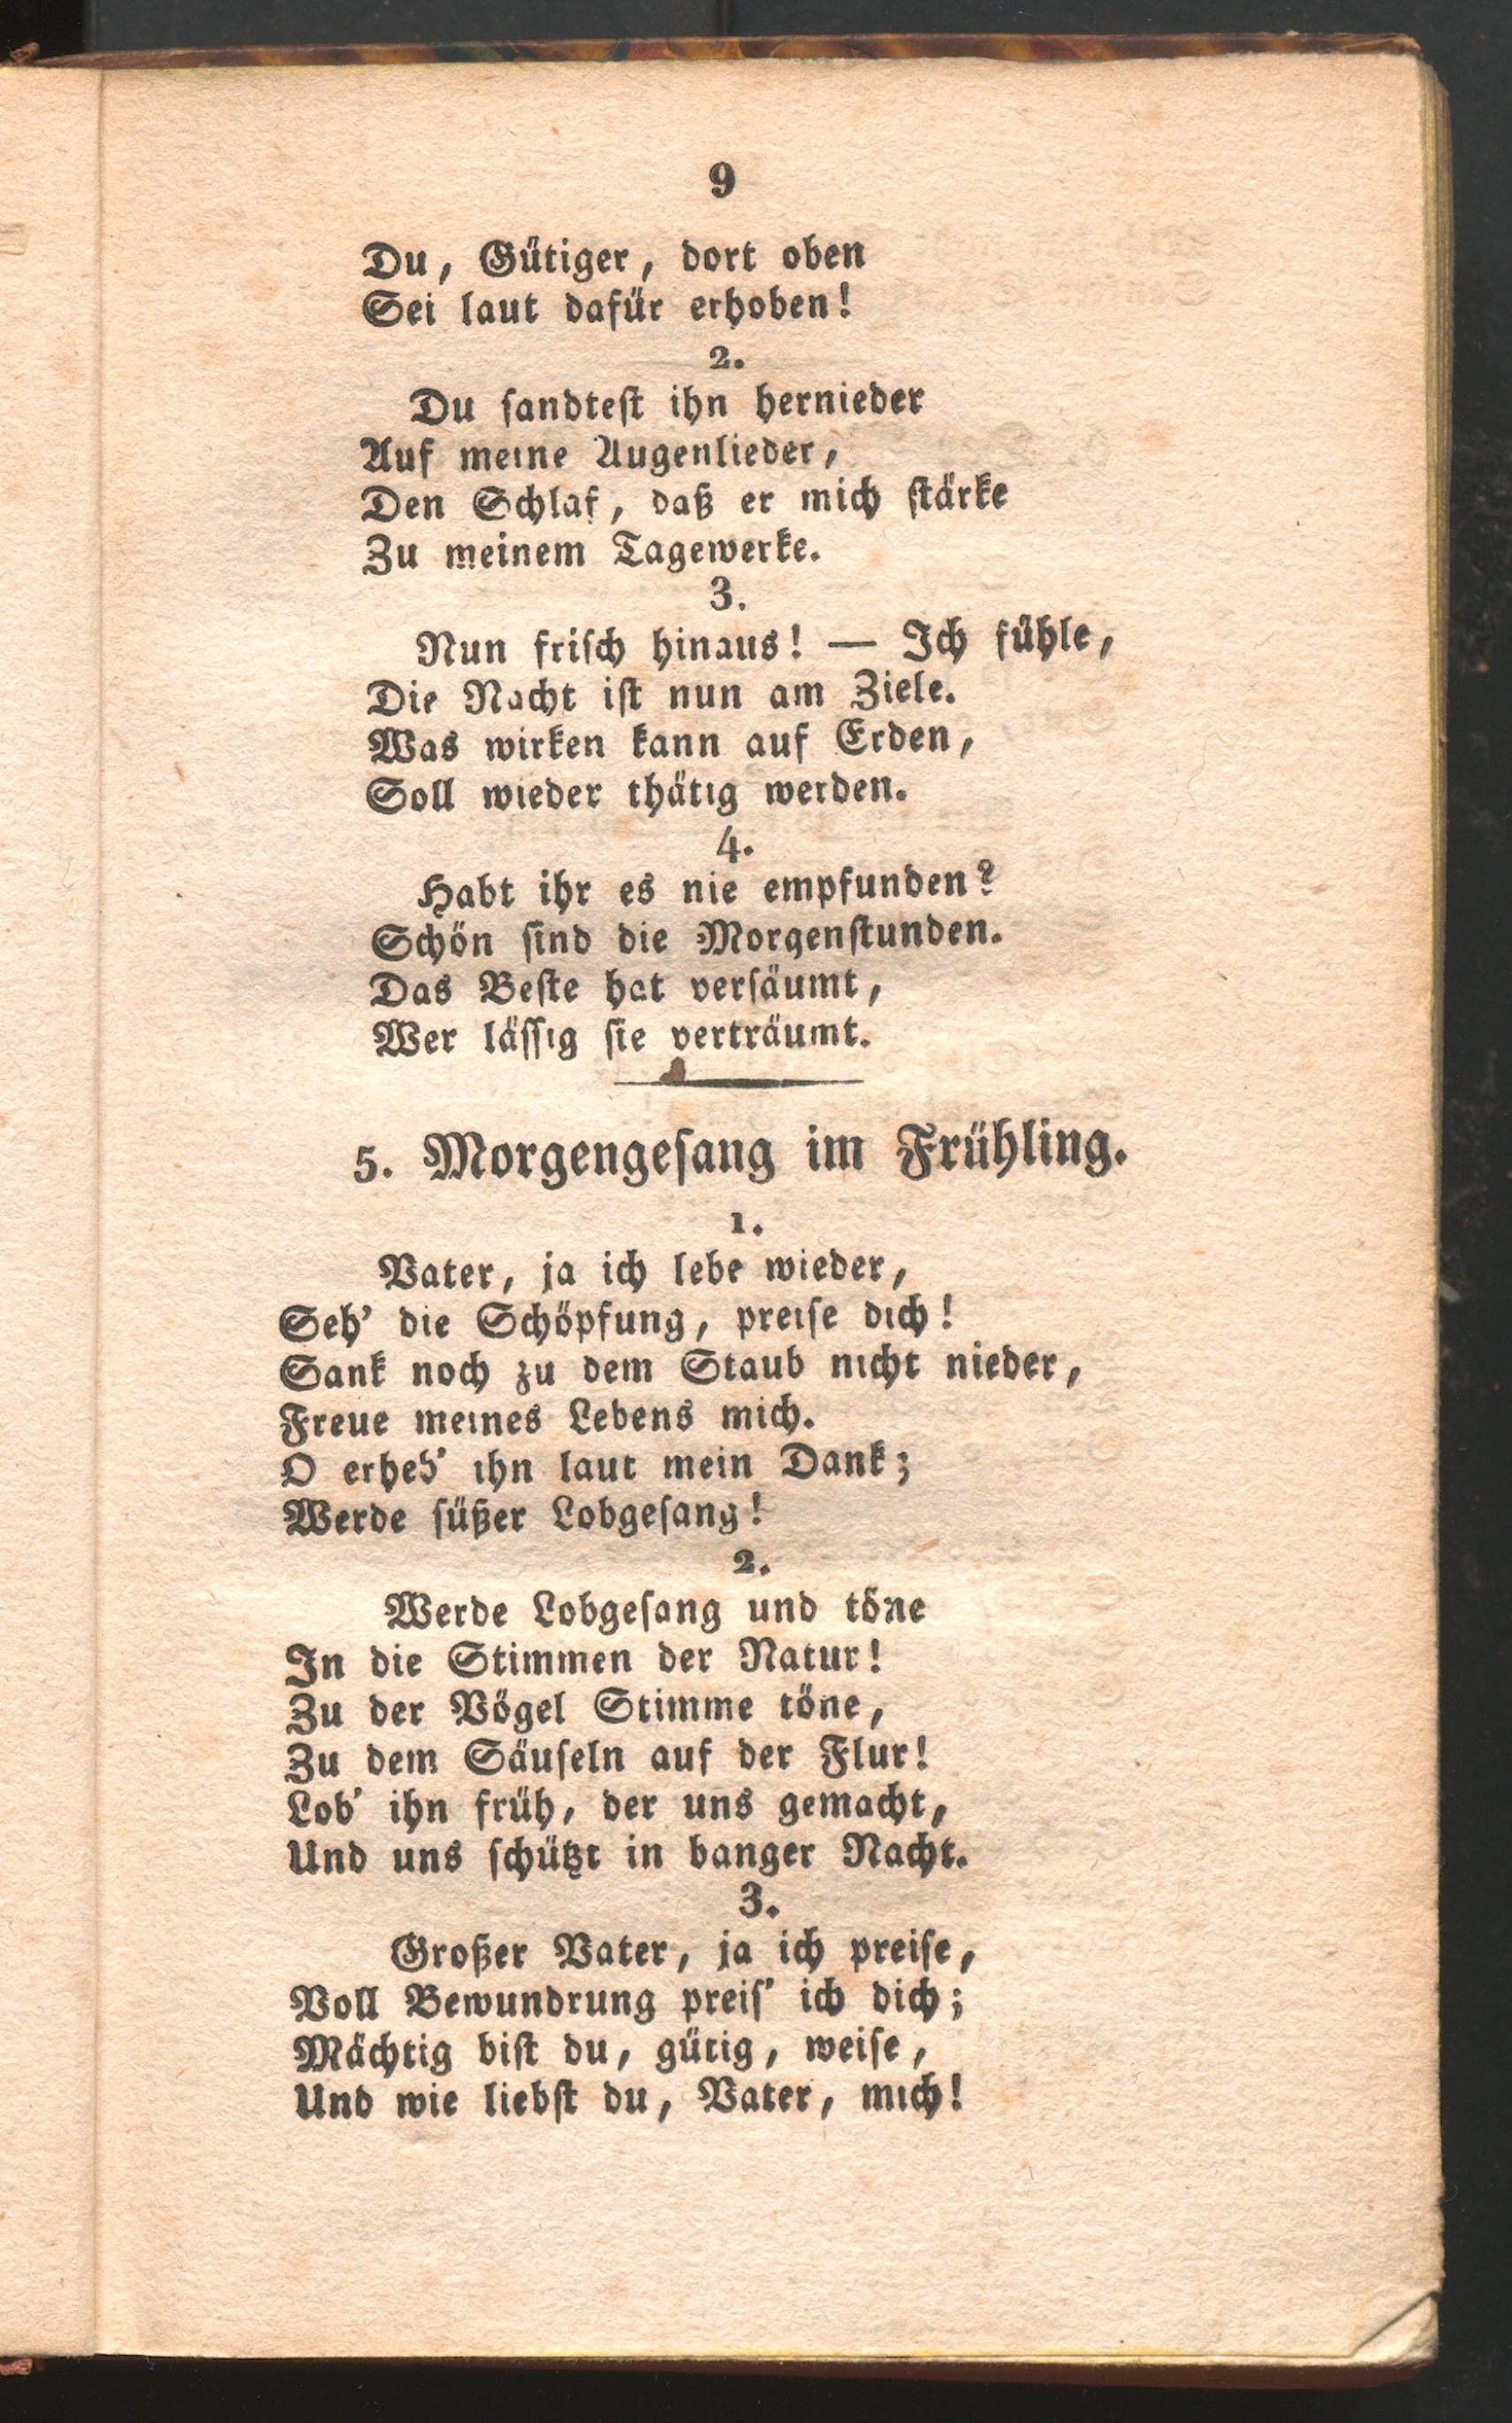 9
Du, Gütiger, dort oben
Sei laut dafür erhoben!
2.
Du ſandteſt ihn hernieder
Auf meine Augenlieder,
Den Schlaf, daß er mich ſtärke
Zu meinem Tagewerke.
3.
Nun friſch hinaus! — Ich fühle,
Die Nacht iſt nun am Ziele.
Was wirken kann auf Erden,
Soll wieder thätig werden.
4.
Habt ihr es nie empfunden?
Schön ſind die Morgenſtunden.
Das Beſte hat verſäumt,
Wer läſſig ſie verträumt.
5. Morgengeſang im Frühling.
1.
Vater, ja ich lebe wieder,
Seh' die Schöpfung, preiſe dich!
Sank noch zu dem Staub nicht nieder,
Freue meines Lebens mich.
O erheb' ihn laut mein Dank;
Werde ſüßer Lobgeſang!
2.
Werde Lobgeſang und töne
In die Stimmen der Natur!
Zu der Vögel Stimme töne,
Zu dem Säuſeln auf der Flur!
Lob' ihn früh, der uns gemacht,
Und uns ſchützt in banger Nacht.
3.
Großer Vater, ja ich preiſe,
Voll Bewundrung preiſ' ich dich;
Mächtig biſt du, gütig, weiſe,
Und wie liebſt du, Vater, mich!